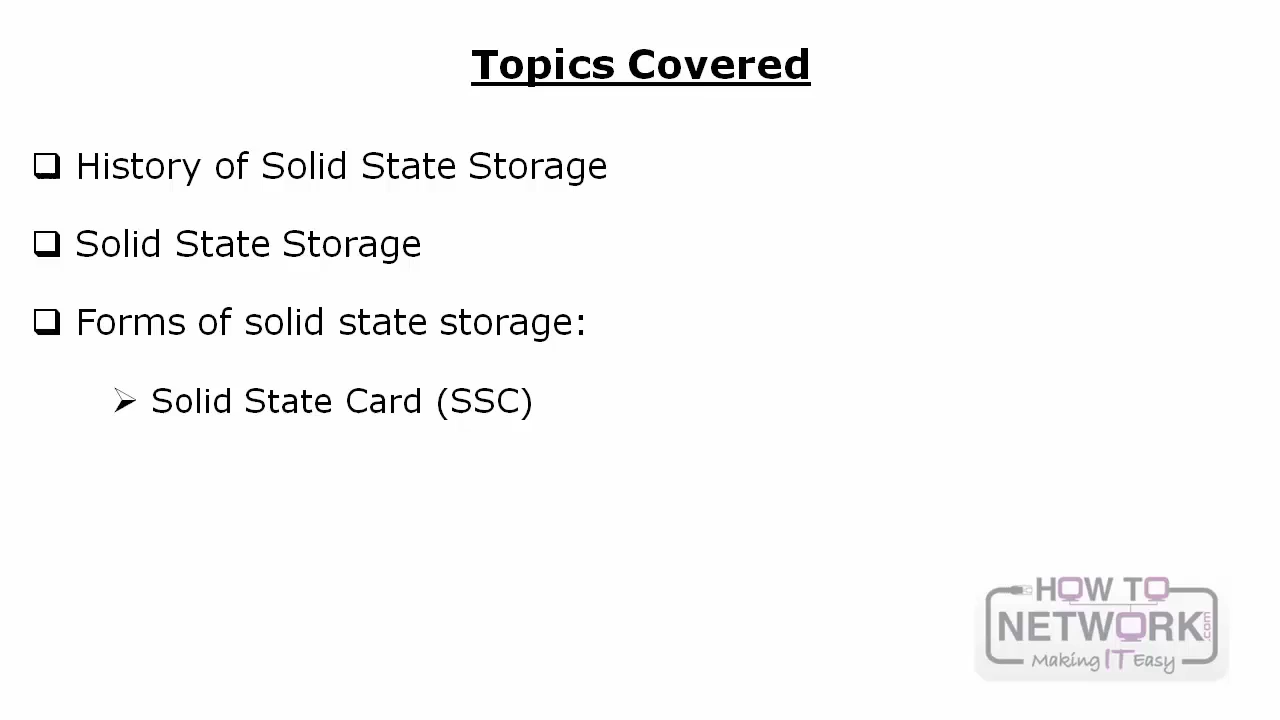 Topics Covered
History of Solid State Storage
Solid State Storage
Forms of solid state storage:
Solid State Card (SSC)
HOW TO
NETWORK.com
Making IT Easy